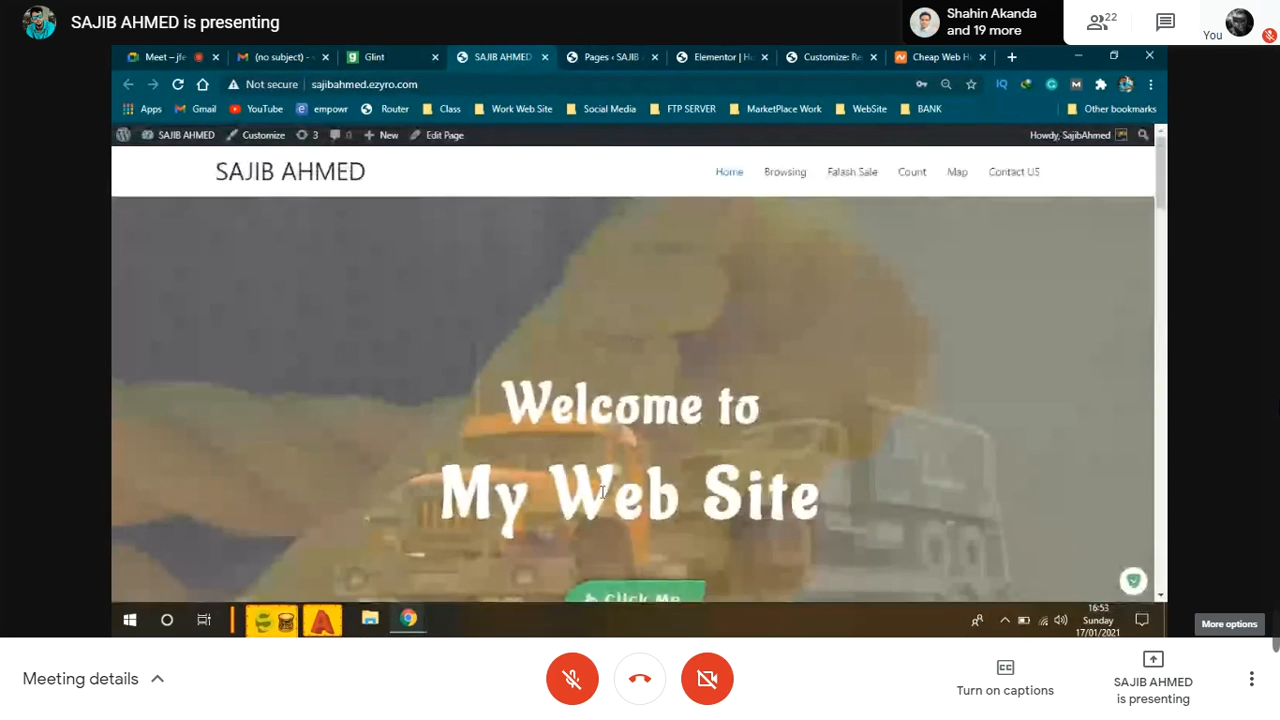 SAJIB AHMED is presenting
Shahin Akanda
and 19 more
22
You
Meet – jfe
(no subject) -
Glint
SAJIB AHMED
Pages ‹ SAJIB
Elementor | H
Customize: Re
Cheap Web H
Not secure | sajibahmed.ezyro.com
Apps Gmail YouTube empowr Router Class Work Web Site Social Media FTP SERVER MarketPlace Work WebSite BANK Other bookmarks
SAJIB AHMED Customize 3 0 New Edit Page Howdy, SajibAhmed
SAJIB AHMED
Home Browsing Falash Sale Count Map Contact US
Welcome to
My Web Site
Click Me
16:53
Sunday
17/01/2021
More options
Meeting details
Turn on captions
SAJIB AHMED
is presenting